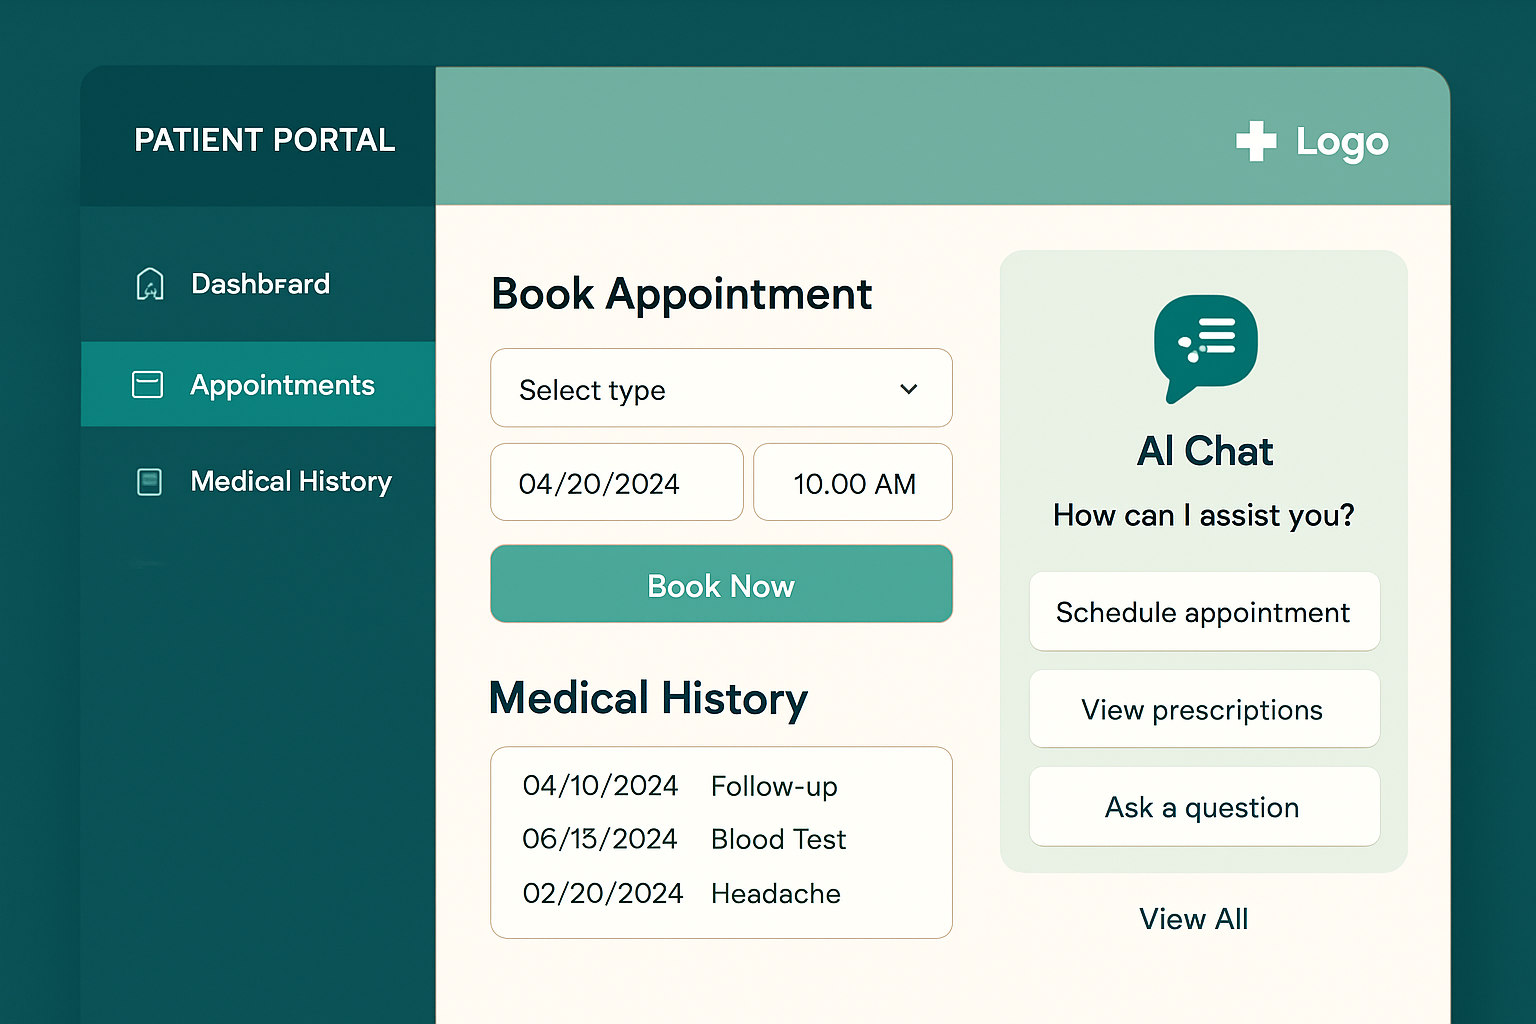 PATIENT PORTAL
Logo
DashbFard
Appointments
Medical History
Book Appointment
Select type
04/20/2024
10.00 AM
Book Now
Medical History
04/10/2024 Follow-up
06/13/2024 Blood Test
02/20/2024 Headache
AI Chat
How can I assist you?
Schedule appointment
View prescriptions
Ask a question
View All